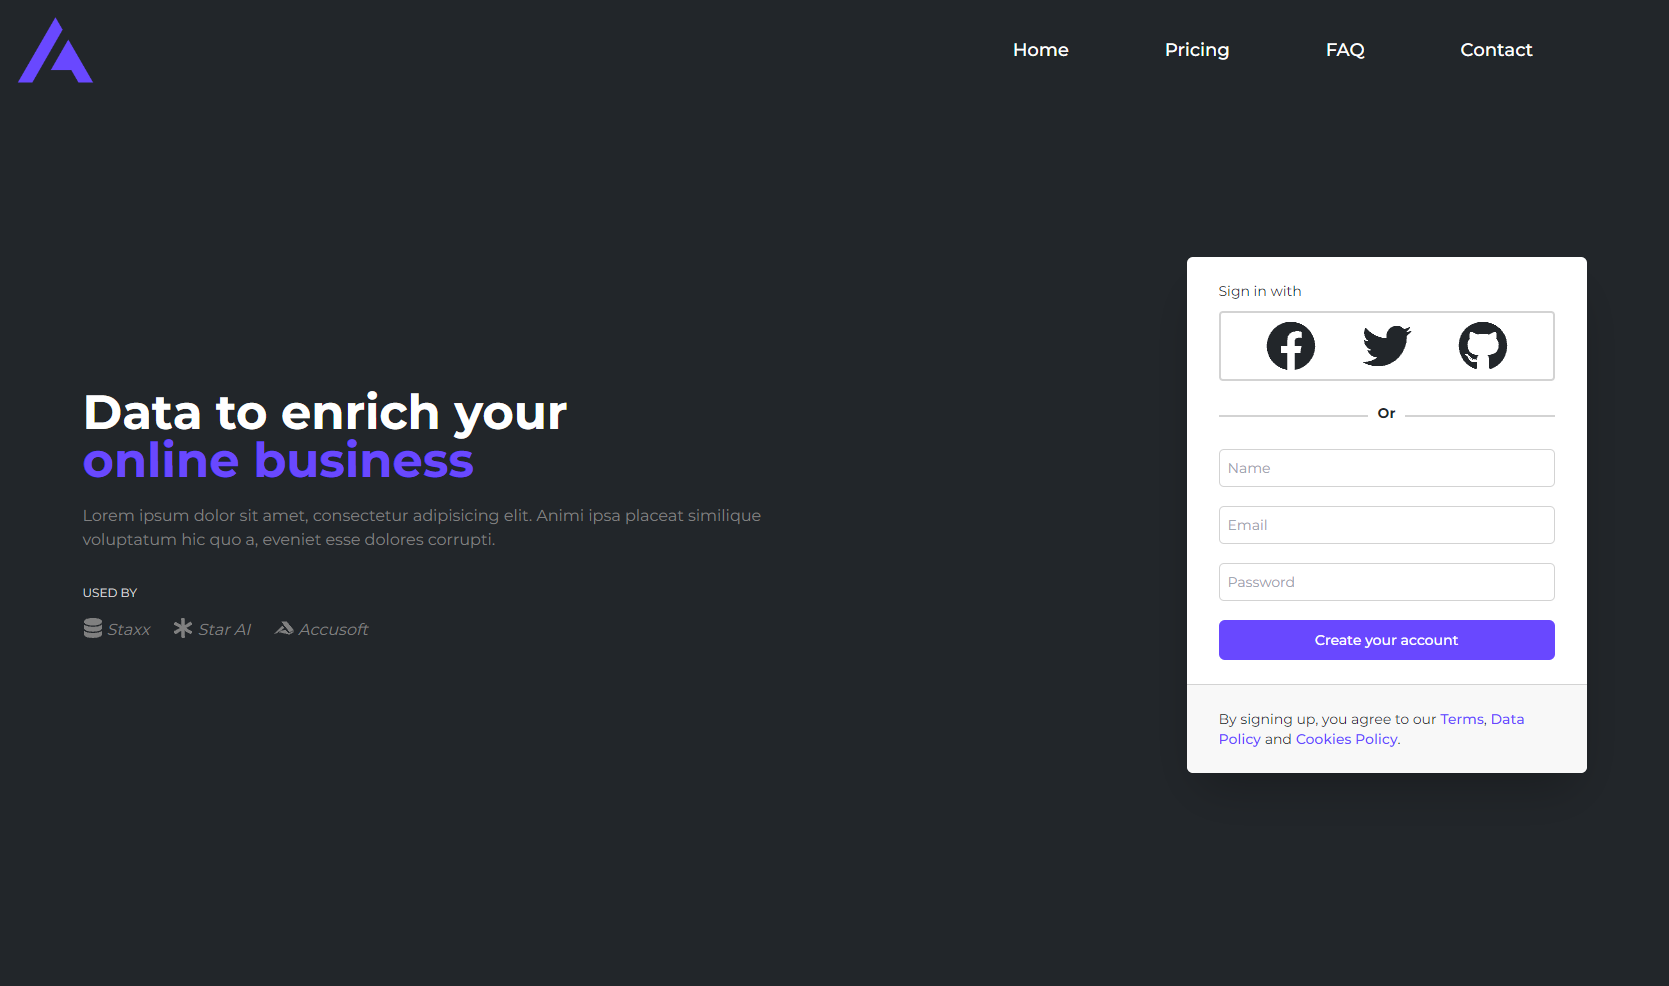 Home Pricing FAQ Contact
Data to enrich your
online business
Lorem ipsum dolor sit amet, consectetur adipisicing elit. Animi ipsa placeat similique
voluptatum hic quo a, eveniet esse dolores corrupti.
USED BY
Staxx Star AI Accusoft
Sign in with
Or
Name
Email
Password
Create your account
By signing up, you agree to our Terms, Data
Policy and Cookies Policy.